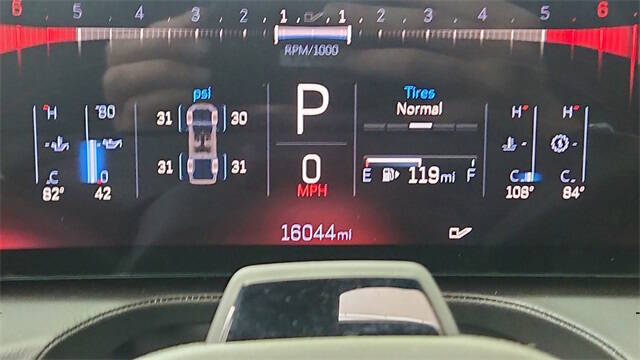 6 5 4 3 2 1 1 2 3 4 5 6
RPM/1000
psi
31 30
31 31
P
0
MPH
Tires
Normal
E 119mi F
H 80
C 0
82° 42
H H
C C
108° 84°
16044mi